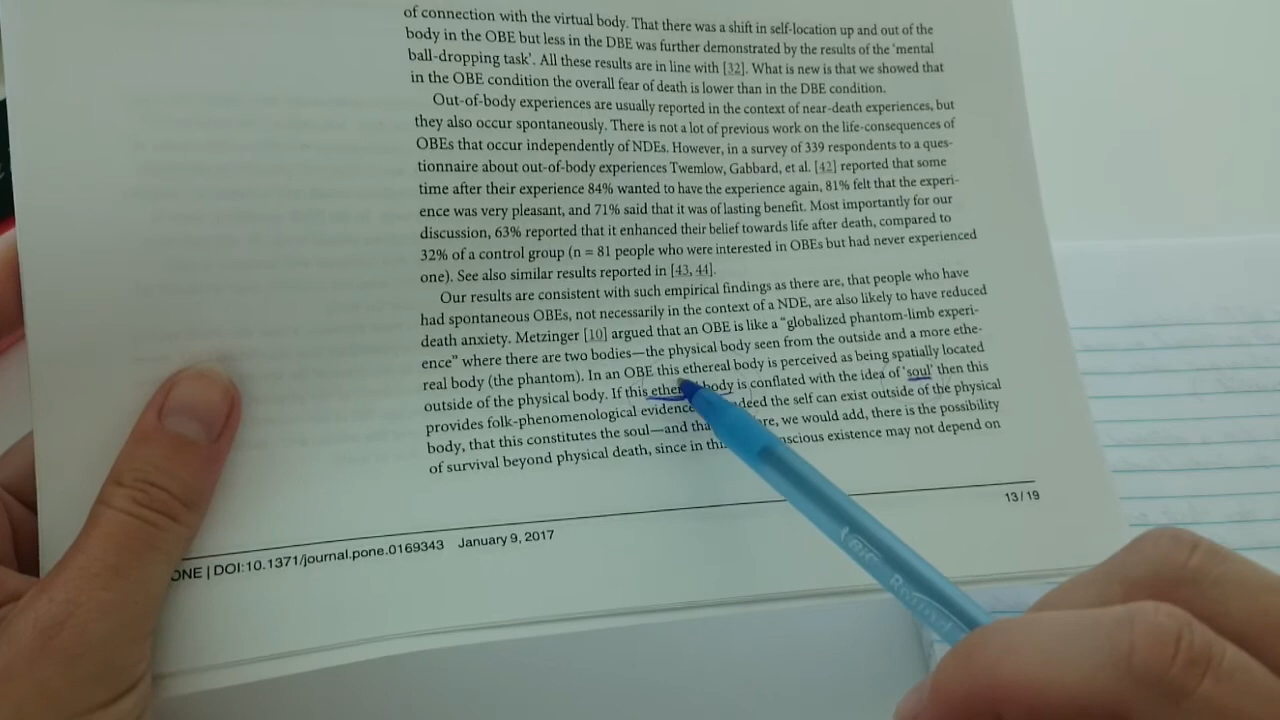 of connection with the virtual body. That there was a shift in self-location up and out of the
body in the OBE but less in the DBE was further demonstrated by the results of the 'mental
ball-dropping task'. All these results are in line with [32]. What is new is that we showed that
in the OBE condition the overall fear of death is lower than in the DBE condition.
Out-of-body experiences are usually reported in the context of near-death experiences, but
they also occur spontaneously. There is not a lot of previous work on the life-consequences of
OBEs that occur independently of NDEs. However, in a survey of 339 respondents to a ques-
tionnaire about out-of-body experiences Twemlow, Gabbard, et al. [42] reported that some
time after their experience 84% wanted to have the experience again, 81% felt that the experi-
ence was very pleasant, and 71% said that it was of lasting benefit. Most importantly for our
discussion, 63% reported that it enhanced their belief towards life after death, compared to
32% of a control group (n = 81 people who were interested in OBEs but had never experienced
one). See also similar results reported in [43, 44].
Our results are consistent with such empirical findings as there are, that people who have
had spontaneous OBEs, not necessarily in the context of a NDE, are also likely to have reduced
death anxiety. Metzinger [10] argued that an OBE is like a "globalized phantom-limb experi-
ence" where there are two bodies—the physical body seen from the outside and a more ethe-
real body (the phantom). In an OBE this ethereal body is perceived as being spatially located
outside of the physical body. If this body is conflated with the idea of 'soul' then this
provides folk-phenomenological evidence the self can exist outside of the physical
body, that this constitutes the soul—and we would add, there is the possibility
of survival beyond physical death, since in existence may not depend on
13 / 19
ONE | DOI:10.1371/journal.pone.0169343 January 9, 2017
BIC